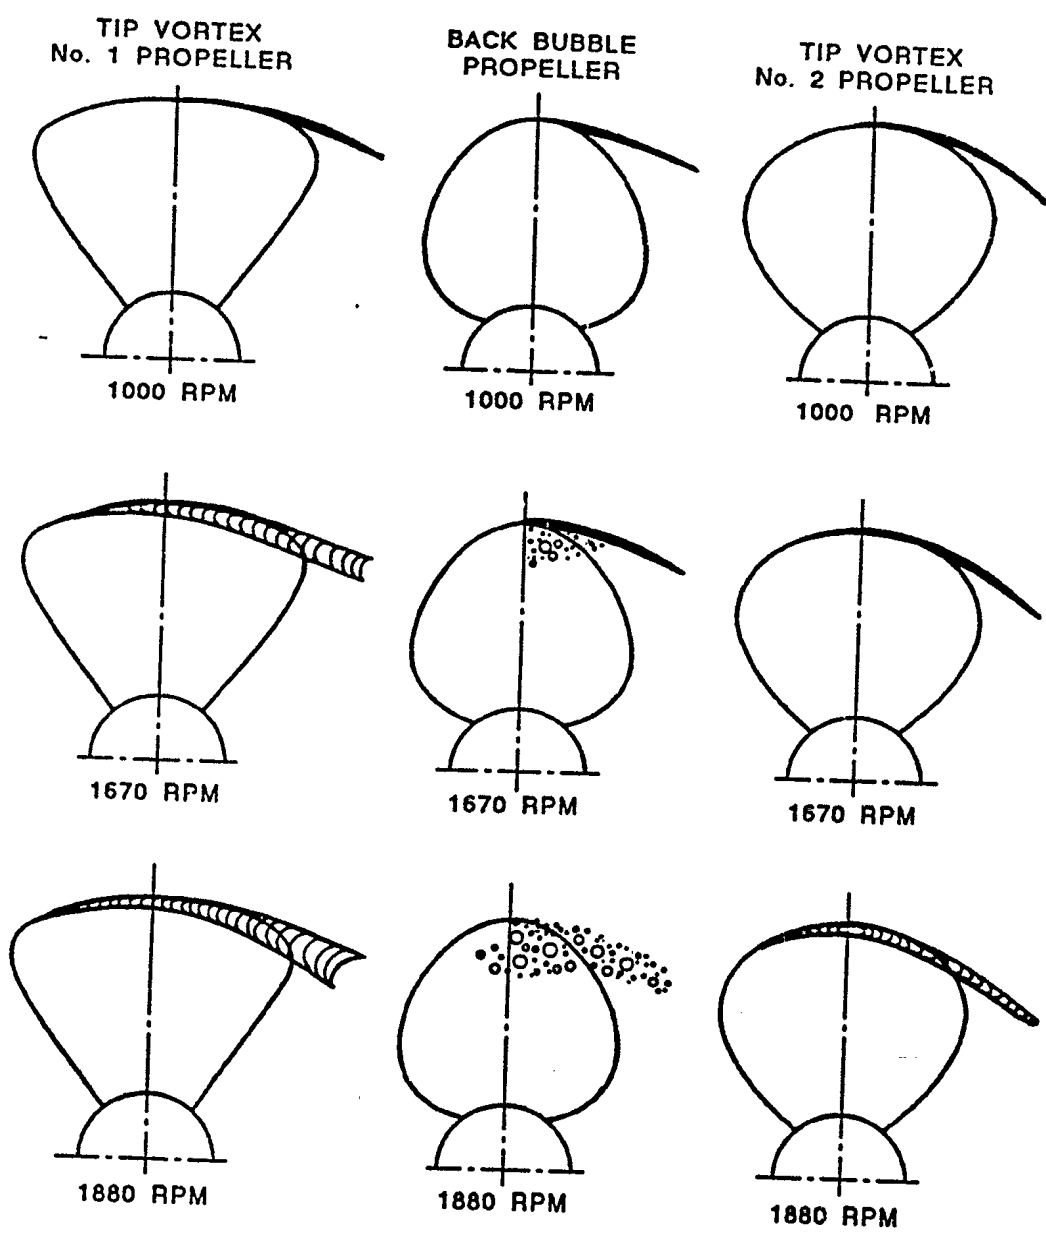 TIP VORTEX
No. 1 PROPELLER
BACK BUBBLE
PROPELLER
TIP VORTEX
No. 2 PROPELLER
1000 RPM
1000 RPM
1000 RPM
1670 RPM
1670 RPM
1670 RPM
1880 RPM
1880 RPM
1880 RPM